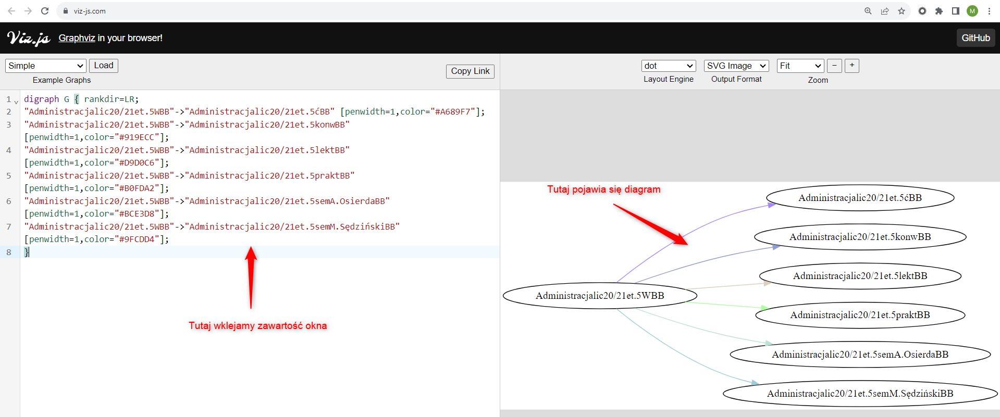 viz-js.com
M
Viz.js Graphviz in your browser!
GitHub
Simple
Load
Example Graphs
Copy Link
dot
Layout Engine
SVG Image
Output Format
Fit
Zoom
−
+
1 digraph G { rankdir=LR;
2 "Administracjalic20/21et.5WBB"->"Administracjalic20/21et.5ćBB" [penwidth=1,color="#A689F7"];
3 "Administracjalic20/21et.5WBB"->"Administracjalic20/21et.5konwBB"
[penwidth=1,color="#919ECC"];
4 "Administracjalic20/21et.5WBB"->"Administracjalic20/21et.5lektBB"
[penwidth=1,color="#D9D0C6"];
5 "Administracjalic20/21et.5WBB"->"Administracjalic20/21et.5praktBB"
[penwidth=1,color="#B0FDA2"];
6 "Administracjalic20/21et.5WBB"->"Administracjalic20/21et.5semA.OsierdaBB"
[penwidth=1,color="#BCE3D8"];
7 "Administracjalic20/21et.5WBB"->"Administracjalic20/21et.5semM.SędzińskiBB"
[penwidth=1,color="#9FCDD4"];
8 }
Tutaj wklejamy zawartość okna
Tutaj pojawia się diagram
Administracjalic20/21et.5ćBB
Administracjalic20/21et.5konwBB
Administracjalic20/21et.5lektBB
Administracjalic20/21et.5WBB
Administracjalic20/21et.5praktBB
Administracjalic20/21et.5semA.OsierdaBB
Administracjalic20/21et.5semM.SędzińskiBB